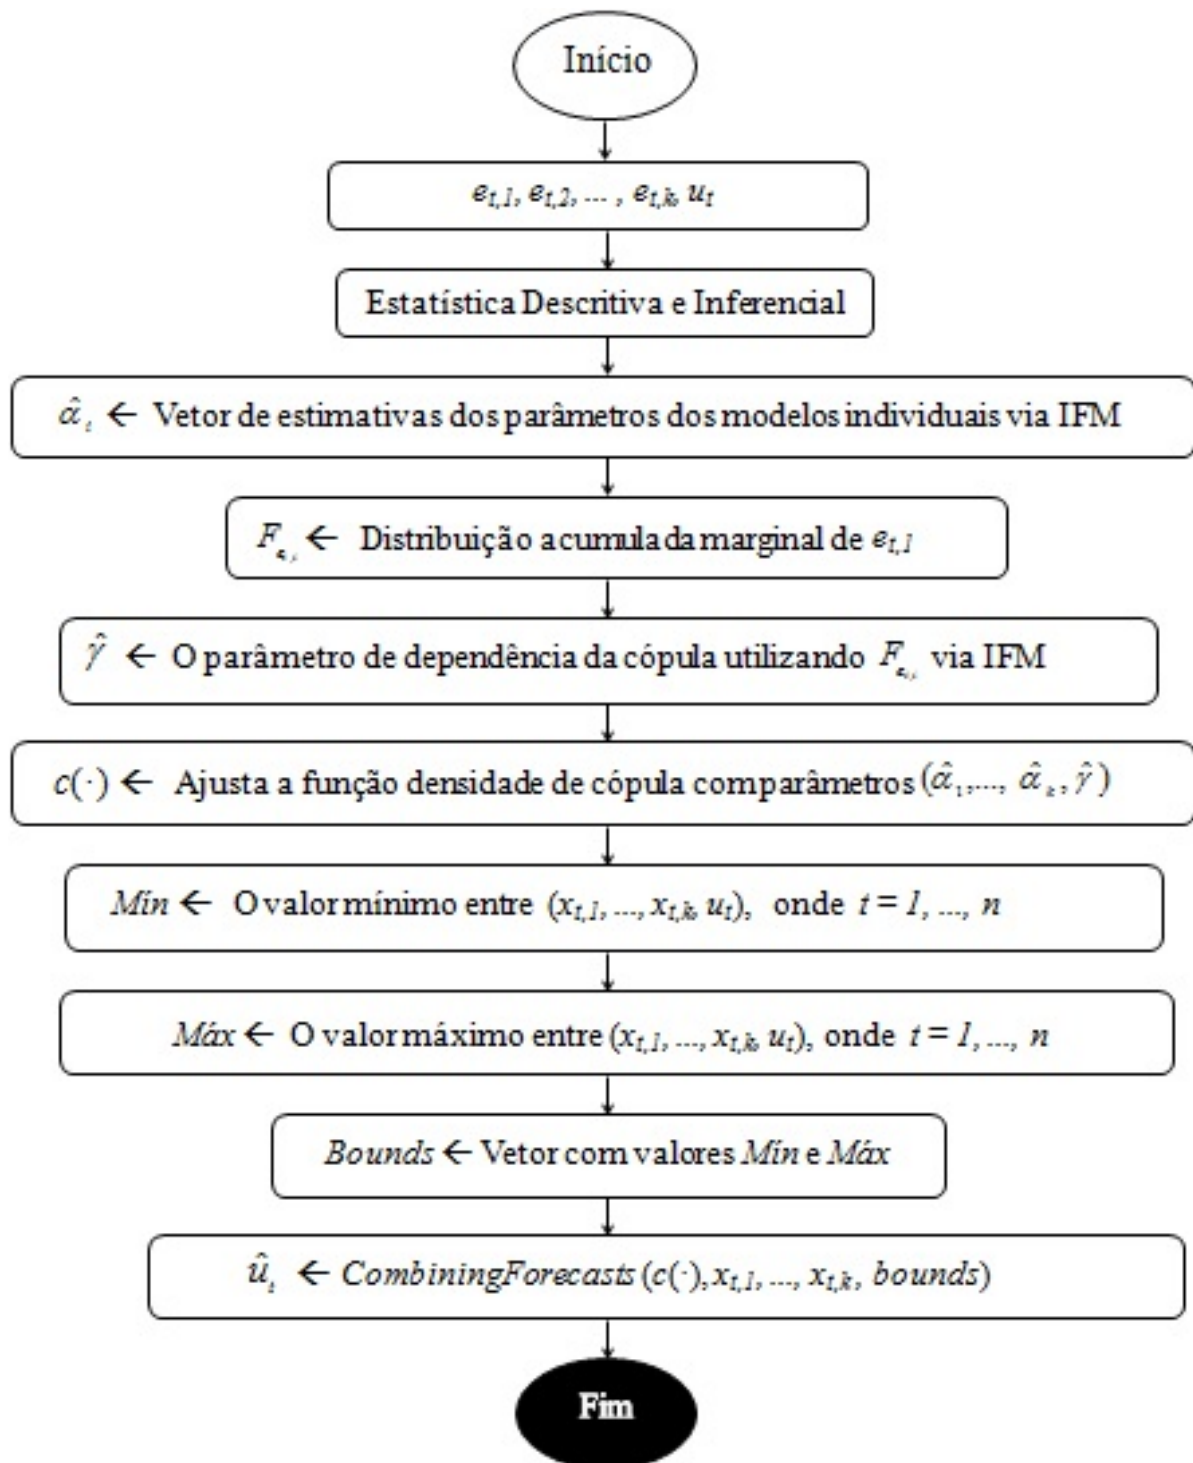 Início
e_{t,1}, e_{t,2}, ... , e_{t,k}, u_t
Estatística Descritiva e Inferencial
α̂_t ← Vetor de estimativas dos parâmetros dos modelos individuais via IFM
F_{e_{t,i}} ← Distribuição acumulada marginal de e_{t,1}
γ̂ ← O parâmetro de dependência da cópula utilizando F_{e_{t,i}} via IFM
c(·) ← Ajusta a função densidade de cópula com parâmetros (α̂_1,..., α̂_k, γ̂)
Mín ← O valor mínimo entre (x_{t,1}, ..., x_{t,k}, u_t), onde t = 1, ..., n
Máx ← O valor máximo entre (x_{t,1}, ..., x_{t,k}, u_t), onde t = 1, ..., n
Bounds ← Vetor com valores Mín e Máx
û_t ← CombiningForecasts (c(·), x_{t,1}, ..., x_{t,k}, bounds)
Fim